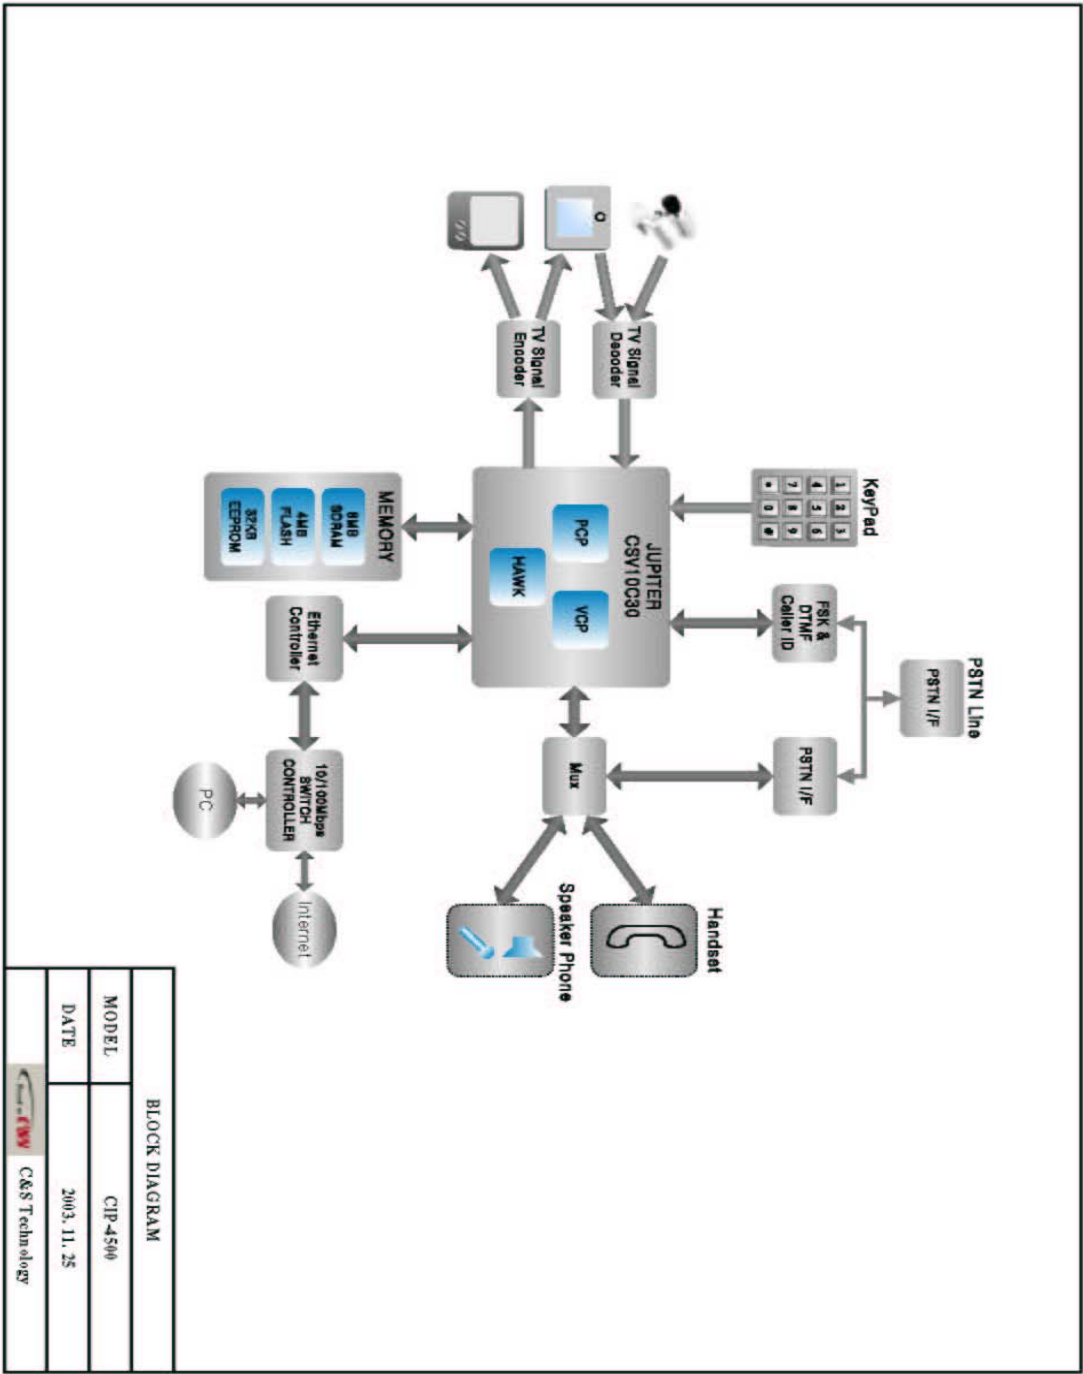 PSTN Line
PSTN I/F
KeyPad
1 2 3
4 5 6
7 8 9
* 0 @
FSK &
DTMF
Caller ID
PSTN I/F
Handset
TV Signal
Decoder
TV Signal
Encoder
JUPITER
CSV10C30
PCP
VCP
HAWK
Mux
Speaker Phone
MEMORY
8MB
SDRAM
4MB
FLASH
32KB
EEPROM
Ethernet
Controller
10/100Mbps
SWITCH
CONTROLLER
Internet
PC
BLOCK DIAGRAM
MODEL CIP-4500
DATE 2003. 11. 25
C&S Technology